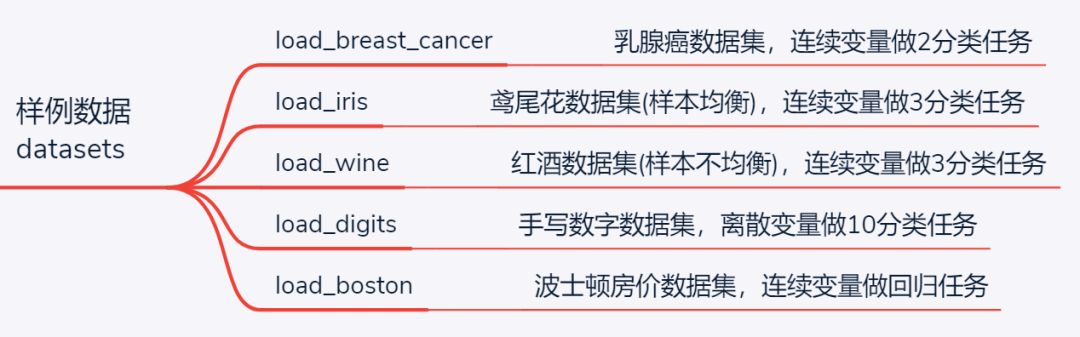 样例数据
datasets
load_breast_cancer
乳腺癌数据集，连续变量做2分类任务
load_iris
鸢尾花数据集(样本均衡)，连续变量做3分类任务
load_wine
红酒数据集(样本不均衡)，连续变量做3分类任务
load_digits
手写数字数据集，离散变量做10分类任务
load_boston
波士顿房价数据集，连续变量做回归任务